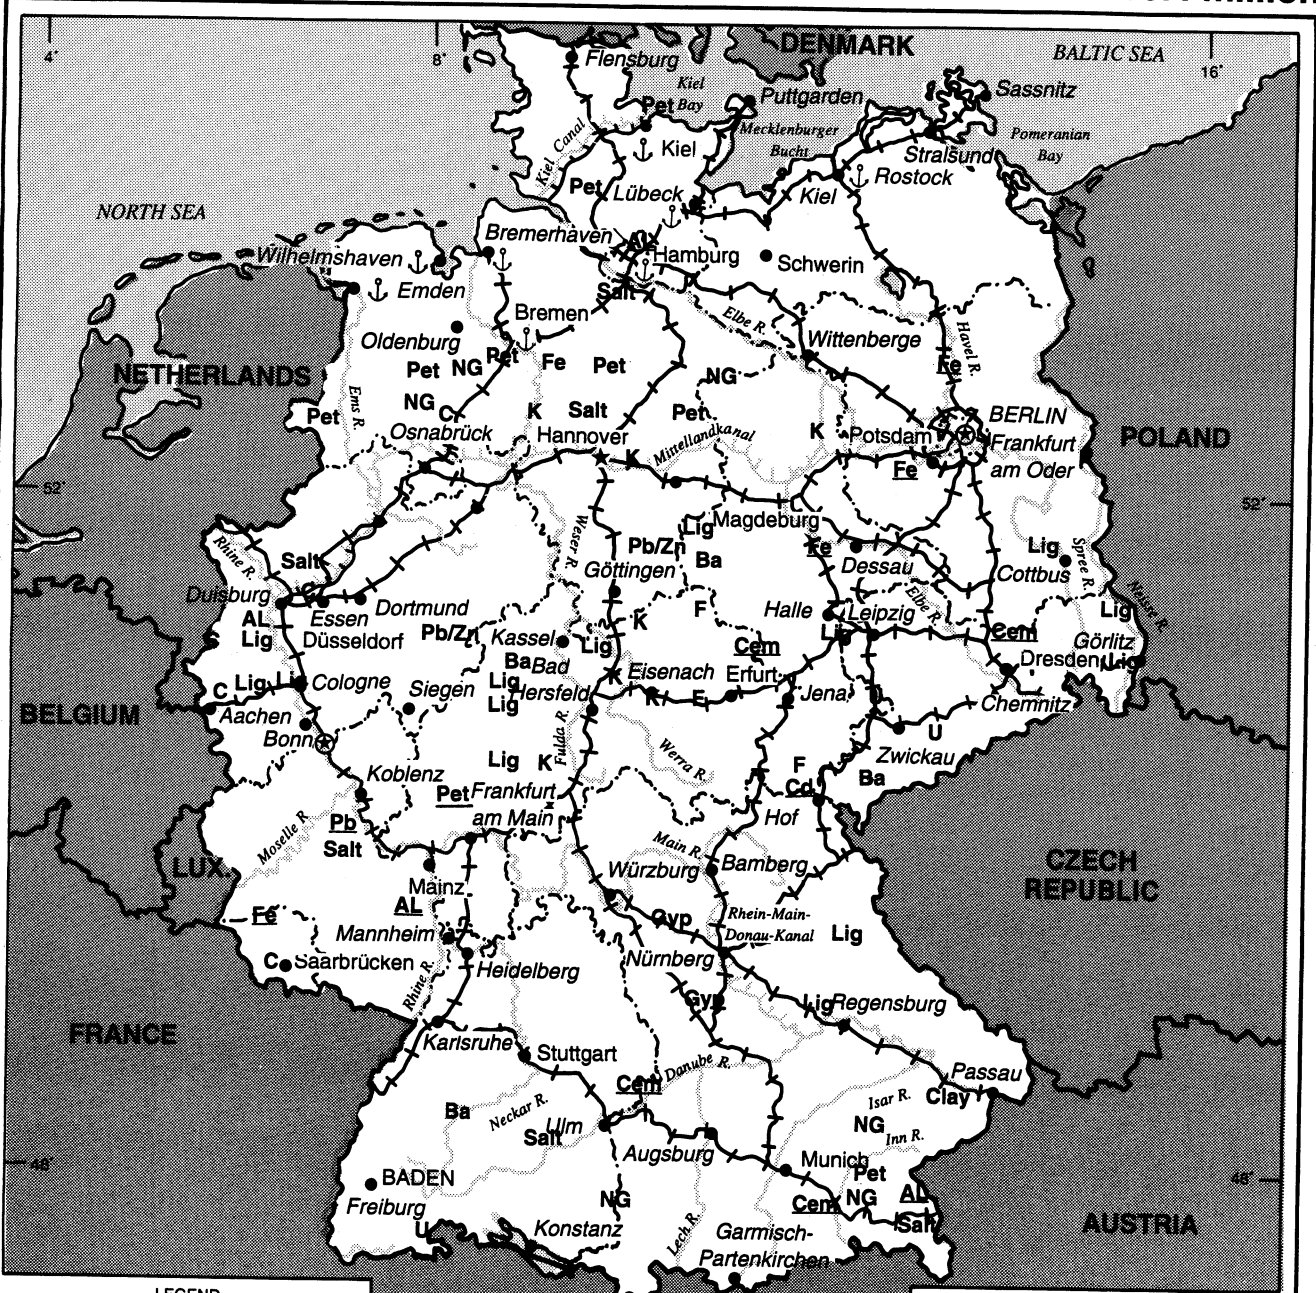 DENMARK
BALTIC SEA
4°
8°
16°
Flensburg
Kiel
Bay
Pet
Puttgarden
Sassnitz
Mecklenburger
Bucht
Pomeranian
Bay
Kiel Canal
Kiel
Stralsund
Rostock
Pet
Lübeck
Kiel
NORTH SEA
Bremerhaven
AL
Hamburg
Wilhelmshaven
Schwerin
Emden
Salt
Bremen
Elbe R.
Oldenburg
Wittenberge
Havel R.
Pet
NG
Pet
Fe
Pet
NG
Fe
NETHERLANDS
Ems R.
Pet
NG
C
K
Salt
Pet
BERLIN
Osnabrück
Hannover
K
Mittellandkanal
K
Potsdam
Frankfurt
am Oder
POLAND
Fe
52°
52°
Magdeburg
Lig
Rhine R.
Weser R.
Pb/Zn
Ba
Fe
Dessau
Lig
Cottbus
Spree R.
Salt
C
Göttingen
Neisse R.
Duisburg
Essen
Dortmund
F
Halle
Leipzig
Elbe R.
Lig
AL
Lig
Düsseldorf
Pb/Zn
Kassel
K
Lig
Cem
Lig
Cem
Görlitz
S
Ba
Bad
Hersfeld
K
Eisenach
Erfurt
Dresden
Lig
C
Lig
Li
Cologne
Siegen
Lig
Lig
K
F
Jena
Chemnitz
BELGIUM
Aachen
Bonn
Fulda R.
Werra R.
U
Zwickau
Lig
K
F
Cd
Ba
Koblenz
Pet
Frankfurt
am Main
Hof
Moselle R.
Pb
Salt
Main R.
LUX.
Würzburg
Bamberg
CZECH
REPUBLIC
Mainz
AL
Fe
Gyp
Rhein-Main-
Donau-Kanal
Lig
Mannheim
C
Saarbrücken
Heidelberg
Nürnberg
Rhine R.
Gyp
Lig
Regensburg
FRANCE
Karlsruhe
Stuttgart
Cem
Danube R.
Passau
Ba
Neckar R.
Isar R.
Clay
Salt
Ulm
NG
Inn R.
Augsburg
48°
Munich
Pet
48°
BADEN
Freiburg
NG
Cem
NG
AL
Salt
U
Konstanz
Lech R.
Garmisch-
Partenkirchen
AUSTRIA
LEGEND